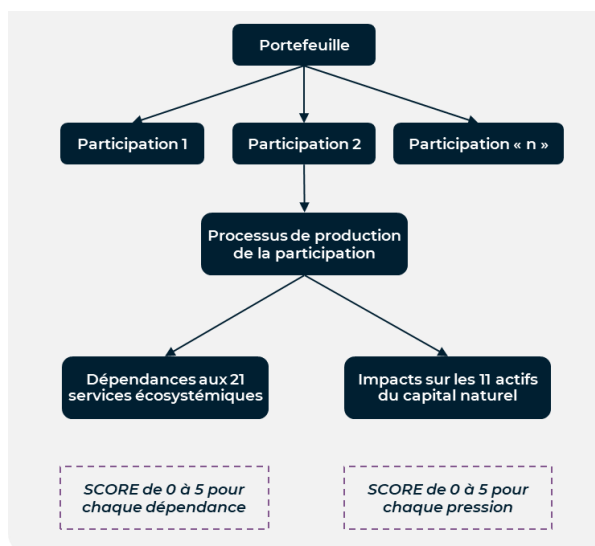 Portefeuille
Participation 1
Participation 2
Participation « n »
Processus de production
de la participation
Dépendances aux 21
services écosystémiques
Impacts sur les 11 actifs
du capital naturel
SCORE de 0 à 5 pour
chaque dépendance
SCORE de 0 à 5 pour
chaque pression